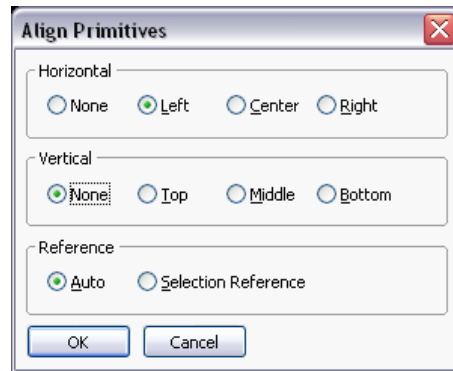 Align Primitives
Horizontal
None Left Center Right
Vertical
None Top Middle Bottom
Reference
Auto Selection Reference
OK Cancel